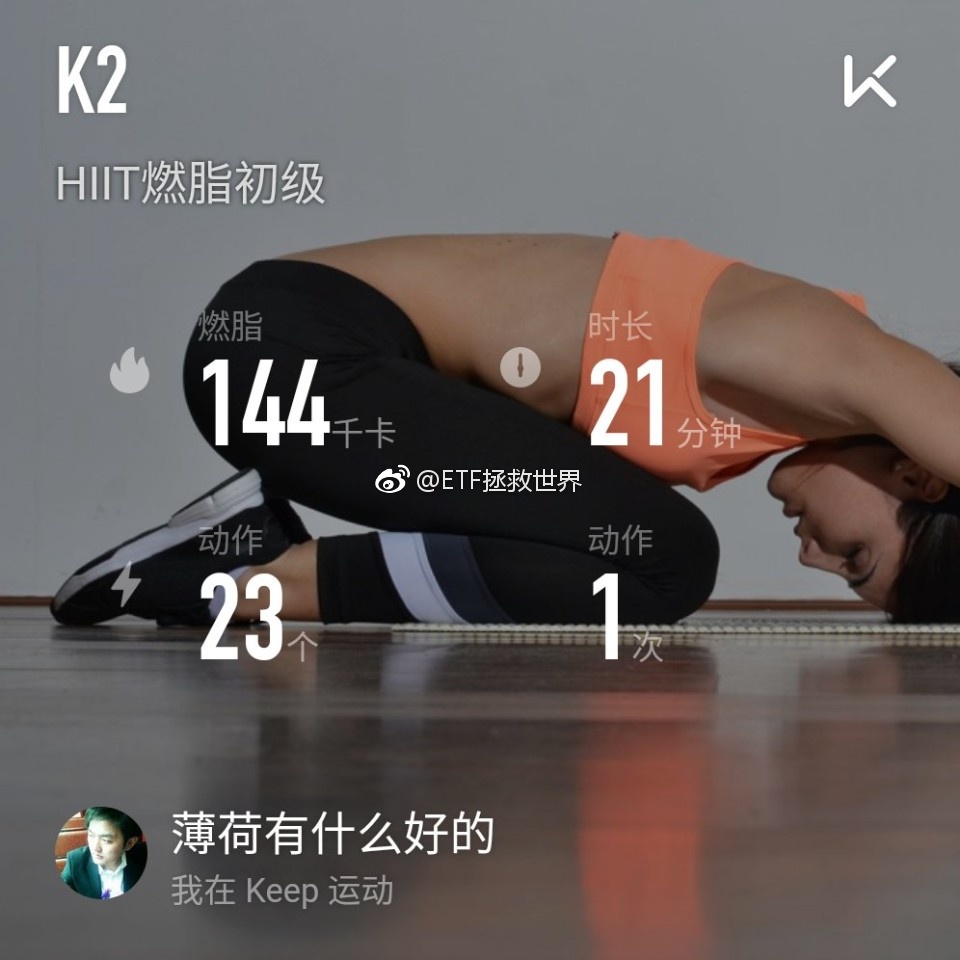 K2
HIIT燃脂初级
燃脂
144千卡
时长
21分钟
@ETF拯救世界
动作
23个
动作
1次
薄荷有什么好的
我在 Keep 运动